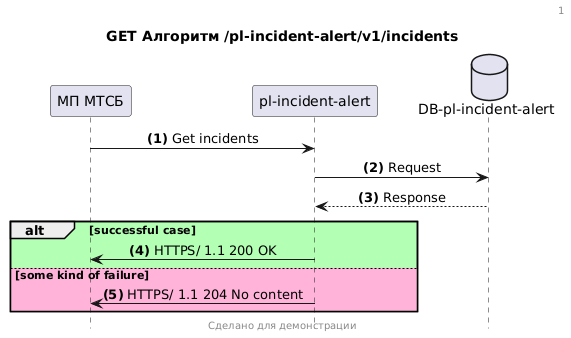 1
GET Алгоритм /pl-incident-alert/v1/incidents
МП МТСБ
pl-incident-alert
DB-pl-incident-alert
(1) Get incidents
(2) Request
(3) Response
alt [successful case]
(4) HTTPS/ 1.1 200 OK
[some kind of failure]
(5) HTTPS/ 1.1 204 No content
Сделано для демонстрации